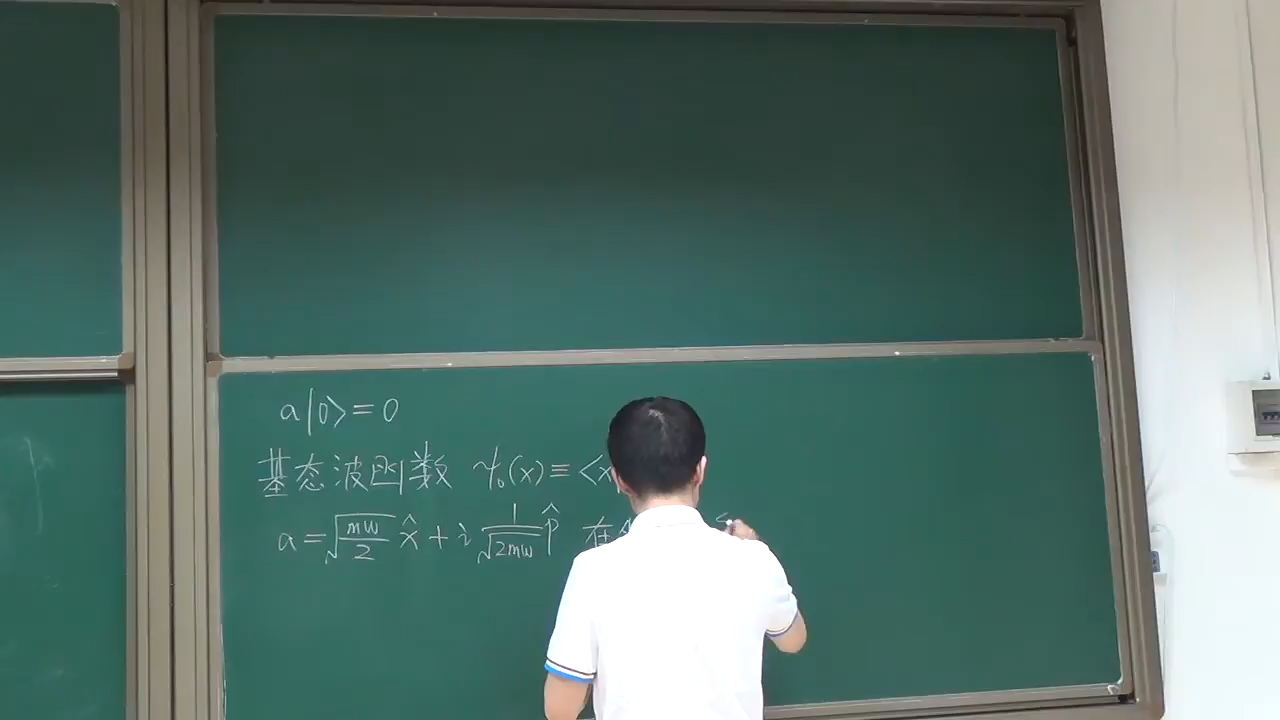 a|0⟩=0
基态波函数 ψ₀(x)≡<x
a=√(mω/2) x̂+i 1/√(2mω) p̂ 在